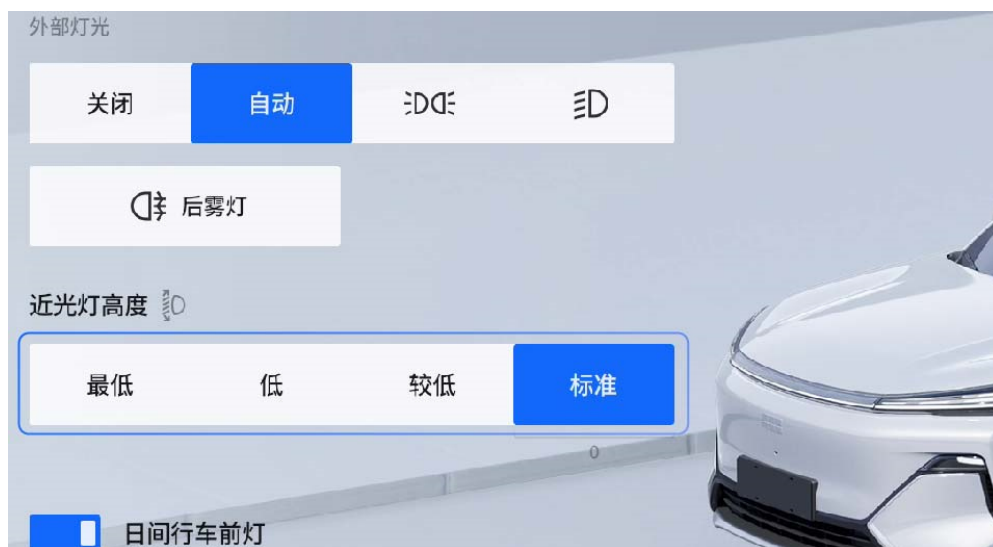 外部灯光
关闭 自动
后雾灯
近光灯高度
最低 低 较低 标准
0
日间行车前灯